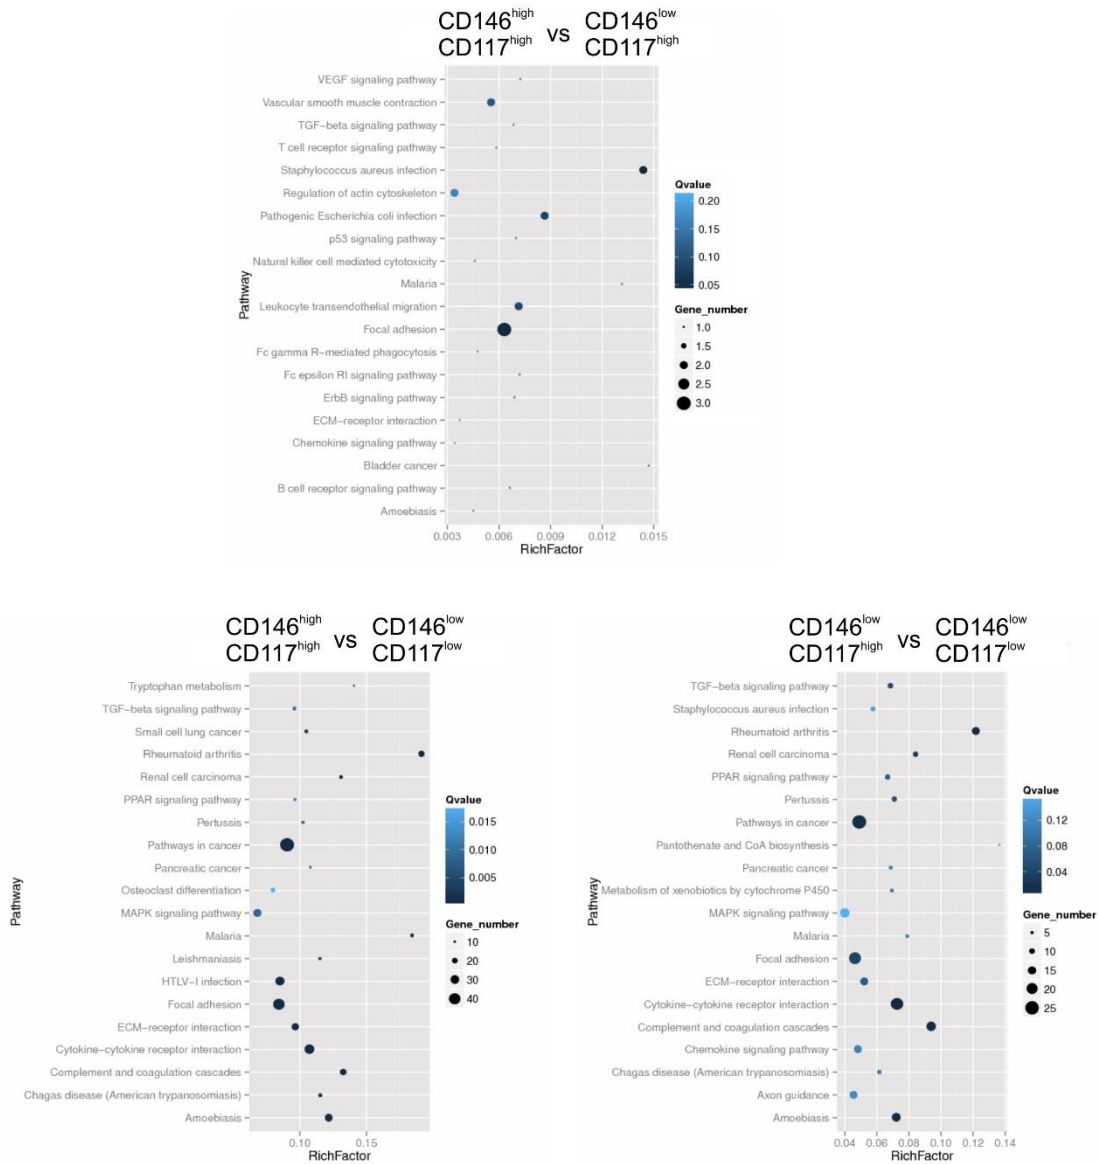 CD146high CD117high vs CD146low CD117high
VEGF signaling pathway
Vascular smooth muscle contraction
TGF−beta signaling pathway
T cell receptor signaling pathway
Staphylococcus aureus infection
Regulation of actin cytoskeleton
Pathogenic Escherichia coli infection
p53 signaling pathway
Natural killer cell mediated cytotoxicity
Malaria
Leukocyte transendothelial migration
Focal adhesion
Fc gamma R−mediated phagocytosis
Fc epsilon RI signaling pathway
ErbB signaling pathway
ECM−receptor interaction
Chemokine signaling pathway
Bladder cancer
B cell receptor signaling pathway
Amoebiasis
Pathway
0.003 0.006 0.009 0.012 0.015
RichFactor
Qvalue
0.20
0.15
0.10
0.05
Gene_number
1.0
1.5
2.0
2.5
3.0
CD146high CD117high vs CD146low CD117low
Tryptophan metabolism
TGF−beta signaling pathway
Small cell lung cancer
Rheumatoid arthritis
Renal cell carcinoma
PPAR signaling pathway
Pertussis
Pathways in cancer
Pancreatic cancer
Osteoclast differentiation
MAPK signaling pathway
Malaria
Leishmaniasis
HTLV−I infection
Focal adhesion
ECM−receptor interaction
Cytokine−cytokine receptor interaction
Complement and coagulation cascades
Chagas disease (American trypanosomiasis)
Amoebiasis
Pathway
0.10 0.15
RichFactor
Qvalue
0.015
0.010
0.005
Gene_number
10
20
30
40
CD146low CD117high vs CD146low CD117low
TGF−beta signaling pathway
Staphylococcus aureus infection
Rheumatoid arthritis
Renal cell carcinoma
PPAR signaling pathway
Pertussis
Pathways in cancer
Pantothenate and CoA biosynthesis
Pancreatic cancer
Metabolism of xenobiotics by cytochrome P450
MAPK signaling pathway
Malaria
Focal adhesion
ECM−receptor interaction
Cytokine−cytokine receptor interaction
Complement and coagulation cascades
Chemokine signaling pathway
Chagas disease (American trypanosomiasis)
Axon guidance
Amoebiasis
Pathway
0.04 0.06 0.08 0.10 0.12 0.14
RichFactor
Qvalue
0.12
0.08
0.04
Gene_number
5
10
15
20
25